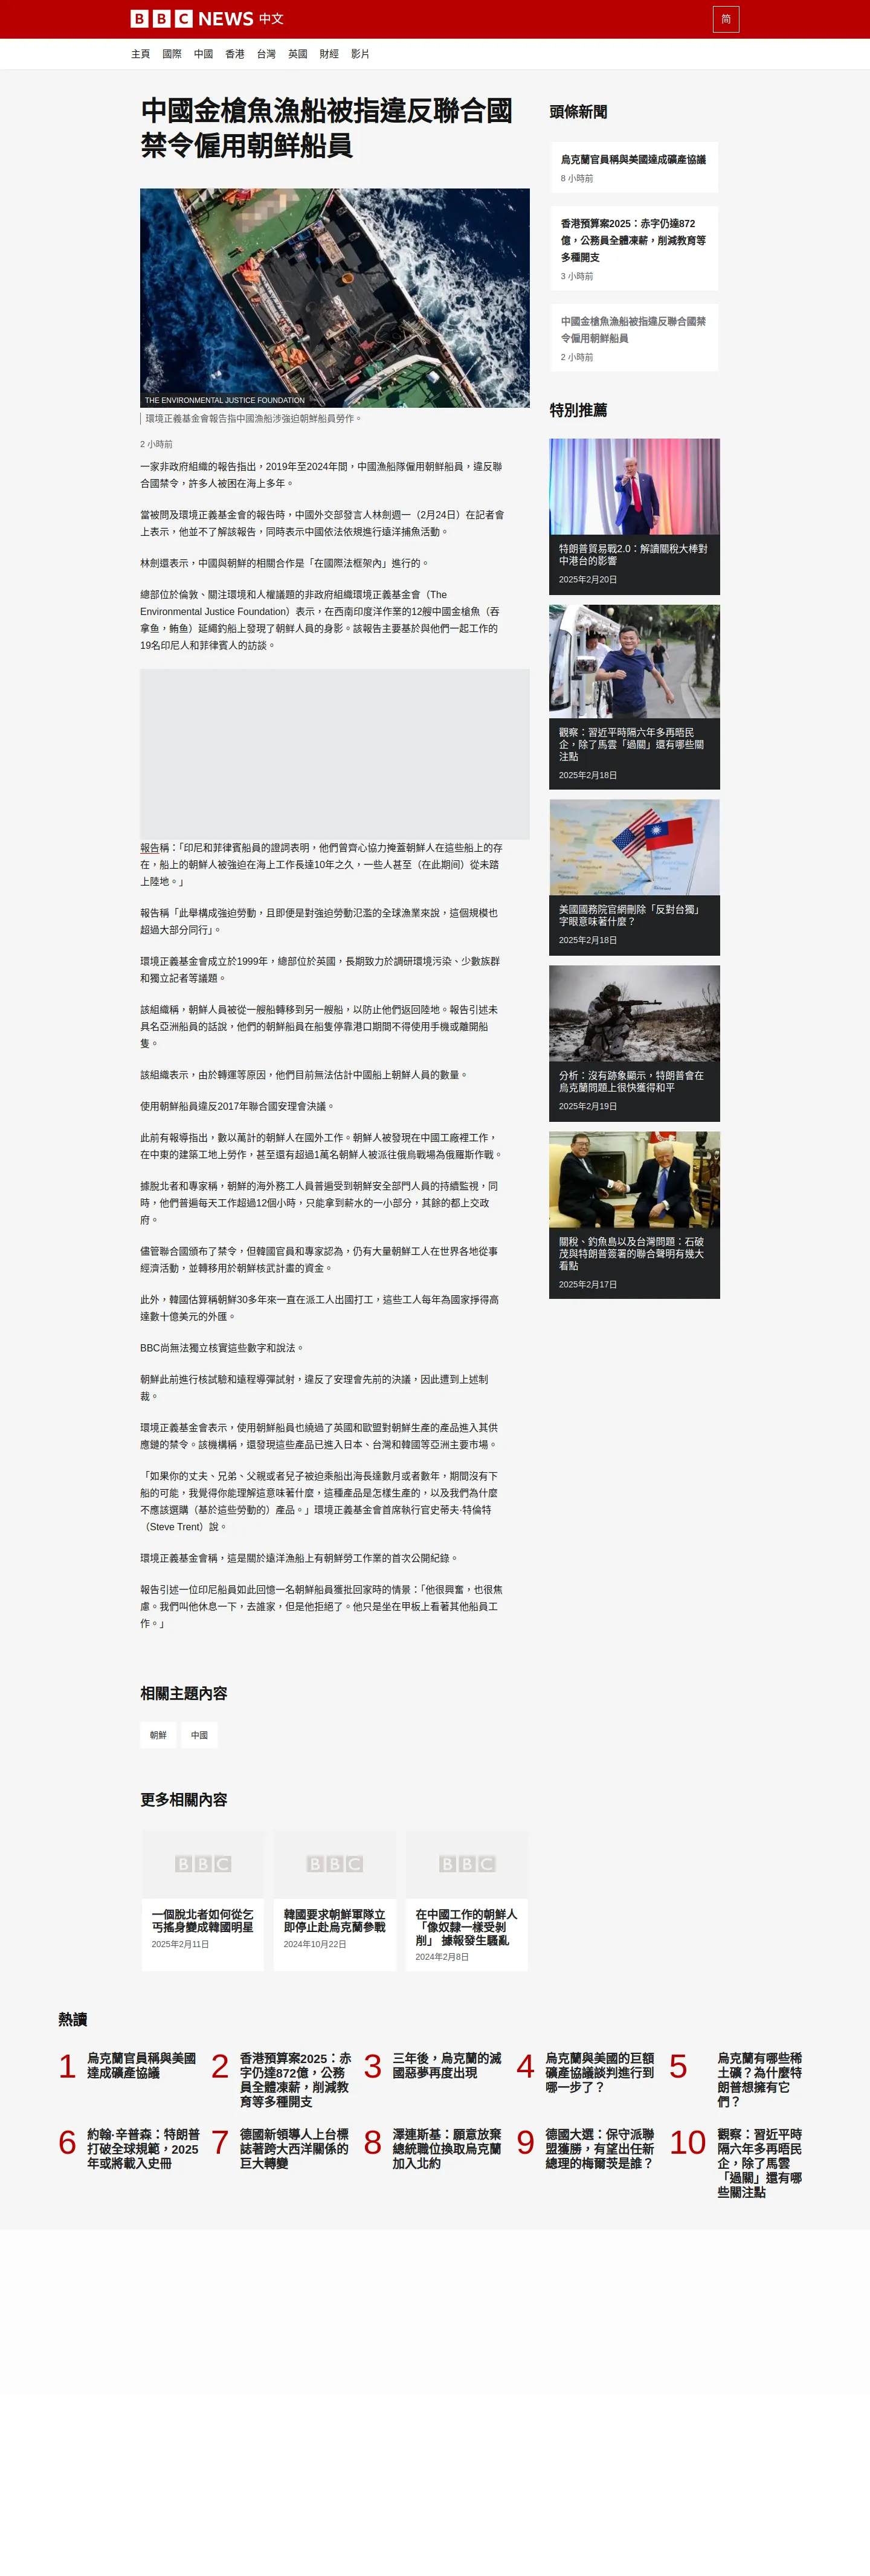 BBC NEWS 中文
简
主頁 國際 中國 香港 台灣 英國 財經 影片
中國金槍魚漁船被指違反聯合國
禁令僱用朝鮮船員
THE ENVIRONMENTAL JUSTICE FOUNDATION
環境正義基金會報告指中國漁船涉強迫朝鮮船員勞作。
2 小時前
一家非政府組織的報告指出，2019年至2024年間，中國漁船隊僱用朝鮮船員，違反聯
合國禁令，許多人被困在海上多年。
當被問及環境正義基金會的報告時，中國外交部發言人林劍週一（2月24日）在記者會
上表示，他並不了解該報告，同時表示中國依法依規進行遠洋捕魚活動。
林劍還表示，中國與朝鮮的相關合作是「在國際法框架內」進行的。
總部位於倫敦、關注環境和人權議題的非政府組織環境正義基金會（The
Environmental Justice Foundation）表示，在西南印度洋作業的12艘中國金槍魚（吞
拿鱼，鲔鱼）延繩釣船上發現了朝鮮人員的身影。該報告主要基於與他們一起工作的
19名印尼人和菲律賓人的訪談。
報告稱：「印尼和菲律賓船員的證詞表明，他們曾齊心協力掩蓋朝鮮人在這些船上的存
在，船上的朝鮮人被強迫在海上工作長達10年之久，一些人甚至（在此期间）從未踏
上陸地。」
報告稱「此舉構成強迫勞動，且即便是對強迫勞動氾濫的全球漁業來說，這個規模也
超過大部分同行」。
環境正義基金會成立於1999年，總部位於英國，長期致力於調研環境污染、少數族群
和獨立記者等議題。
該組織稱，朝鮮人員被從一艘船轉移到另一艘船，以防止他們返回陸地。報告引述未
具名亞洲船員的話說，他們的朝鮮船員在船隻停靠港口期間不得使用手機或離開船
隻。
該組織表示，由於轉運等原因，他們目前無法估計中國船上朝鮮人員的數量。
使用朝鮮船員違反2017年聯合國安理會決議。
此前有報導指出，數以萬計的朝鮮人在國外工作。朝鮮人被發現在中國工廠裡工作，
在中東的建築工地上勞作，甚至還有超過1萬名朝鮮人被派往俄烏戰場為俄羅斯作戰。
據脫北者和專家稱，朝鮮的海外務工人員普遍受到朝鮮安全部門人員的持續監視，同
時，他們普遍每天工作超過12個小時，只能拿到薪水的一小部分，其餘的都上交政
府。
儘管聯合國頒布了禁令，但韓國官員和專家認為，仍有大量朝鮮工人在世界各地從事
經濟活動，並轉移用於朝鮮核武計畫的資金。
此外，韓國估算稱朝鮮30多年來一直在派工人出國打工，這些工人每年為國家掙得高
達數十億美元的外匯。
BBC尚無法獨立核實這些數字和說法。
朝鮮此前進行核試驗和遠程導彈試射，違反了安理會先前的決議，因此遭到上述制
裁。
環境正義基金會表示，使用朝鮮船員也繞過了英國和歐盟對朝鮮生產的產品進入其供
應鏈的禁令。該機構稱，還發現這些產品已進入日本、台灣和韓國等亞洲主要市場。
「如果你的丈夫、兄弟、父親或者兒子被迫乘船出海長達數月或者數年，期間沒有下
船的可能，我覺得你能理解這意味著什麼，這種產品是怎樣生產的，以及我們為什麼
不應該選購（基於這些勞動的）產品。」環境正義基金會首席執行官史蒂夫·特倫特
（Steve Trent）說。
環境正義基金會稱，這是關於遠洋漁船上有朝鮮勞工作業的首次公開紀錄。
報告引述一位印尼船員如此回憶一名朝鮮船員獲批回家時的情景：「他很興奮，也很焦
慮。我們叫他休息一下，去誰家，但是他拒絕了。他只是坐在甲板上看著其他船員工
作。」
相關主題內容
朝鮮 中國
更多相關內容
BBC BBC BBC
一個脫北者如何從乞
丐搖身變成韓國明星
2025年2月11日
韓國要求朝鮮軍隊立
即停止赴烏克蘭參戰
2024年10月22日
在中國工作的朝鮮人
「像奴隸一樣受剝
削」 據報發生騷亂
2024年2月8日
頭條新聞
烏克蘭官員稱與美國達成礦產協議
8 小時前
香港預算案2025：赤字仍達872
億，公務員全體凍薪，削減教育等
多種開支
3 小時前
中國金槍魚漁船被指違反聯合國禁
令僱用朝鮮船員
2 小時前
特別推薦
特朗普貿易戰2.0：解讀關稅大棒對
中港台的影響
2025年2月20日
觀察：習近平時隔六年多再晤民
企，除了馬雲「過關」還有哪些關
注點
2025年2月18日
美國國務院官網刪除「反對台獨」
字眼意味著什麼？
2025年2月18日
分析：沒有跡象顯示，特朗普會在
烏克蘭問題上很快獲得和平
2025年2月19日
關稅、釣魚島以及台灣問題：石破
茂與特朗普簽署的聯合聲明有幾大
看點
2025年2月17日
熱讀
1 烏克蘭官員稱與美國
達成礦產協議
2 香港預算案2025：赤
字仍達872億，公務
員全體凍薪，削減教
育等多種開支
3 三年後，烏克蘭的滅
國惡夢再度出現
4 烏克蘭與美國的巨額
礦產協議談判進行到
哪一步了？
5 烏克蘭有哪些稀
土礦？為什麼特
朗普想擁有它
們？
6 約翰·辛普森：特朗普
打破全球規範，2025
年或將載入史冊
7 德國新領導人上台標
誌著跨大西洋關係的
巨大轉變
8 澤連斯基：願意放棄
總統職位換取烏克蘭
加入北約
9 德國大選：保守派聯
盟獲勝，有望出任新
總理的梅爾茨是誰？
10 觀察：習近平時
隔六年多再晤民
企，除了馬雲
「過關」還有哪
些關注點